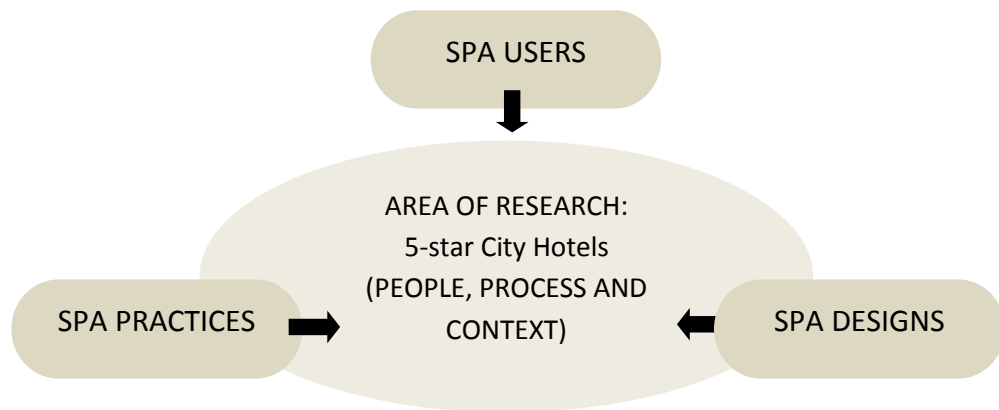 SPA USERS
AREA OF RESEARCH:
5-star City Hotels
(PEOPLE, PROCESS AND
CONTEXT)
SPA PRACTICES
SPA DESIGNS